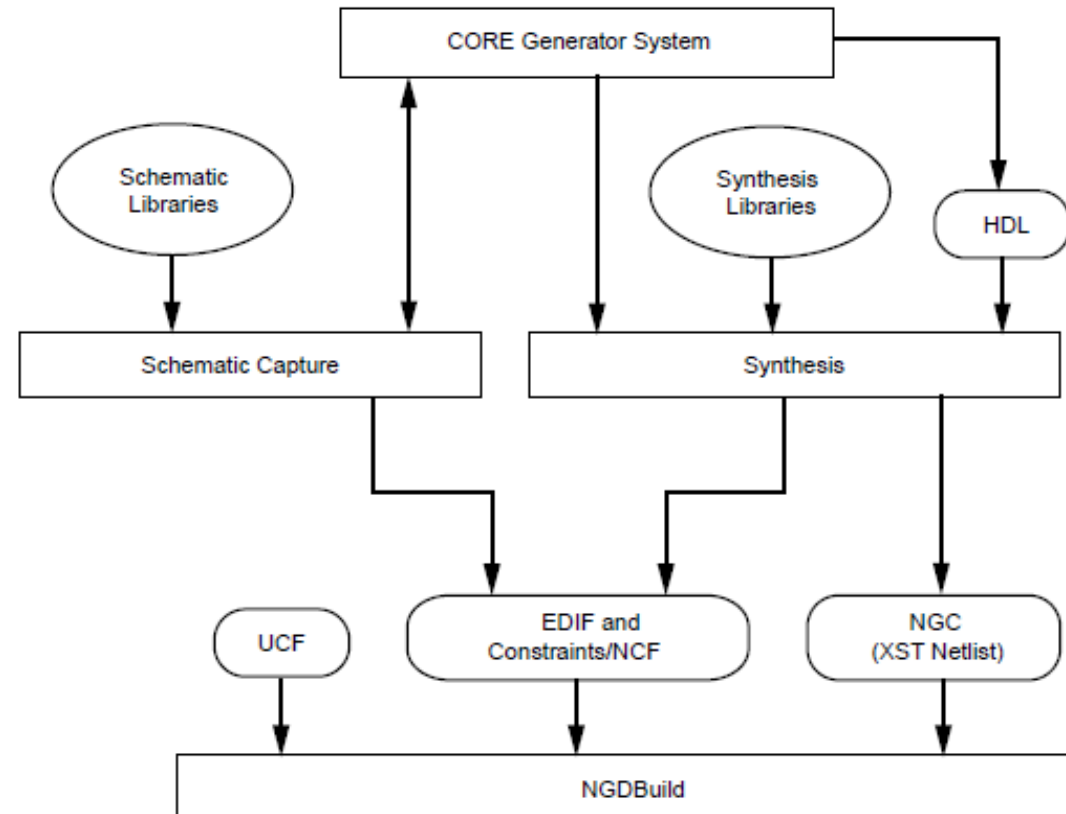 CORE Generator System
Schematic
Libraries
Synthesis
Libraries
HDL
Schematic Capture
Synthesis
UCF
EDIF and
Constraints/NCF
NGC
(XST Netlist)
NGDBuild